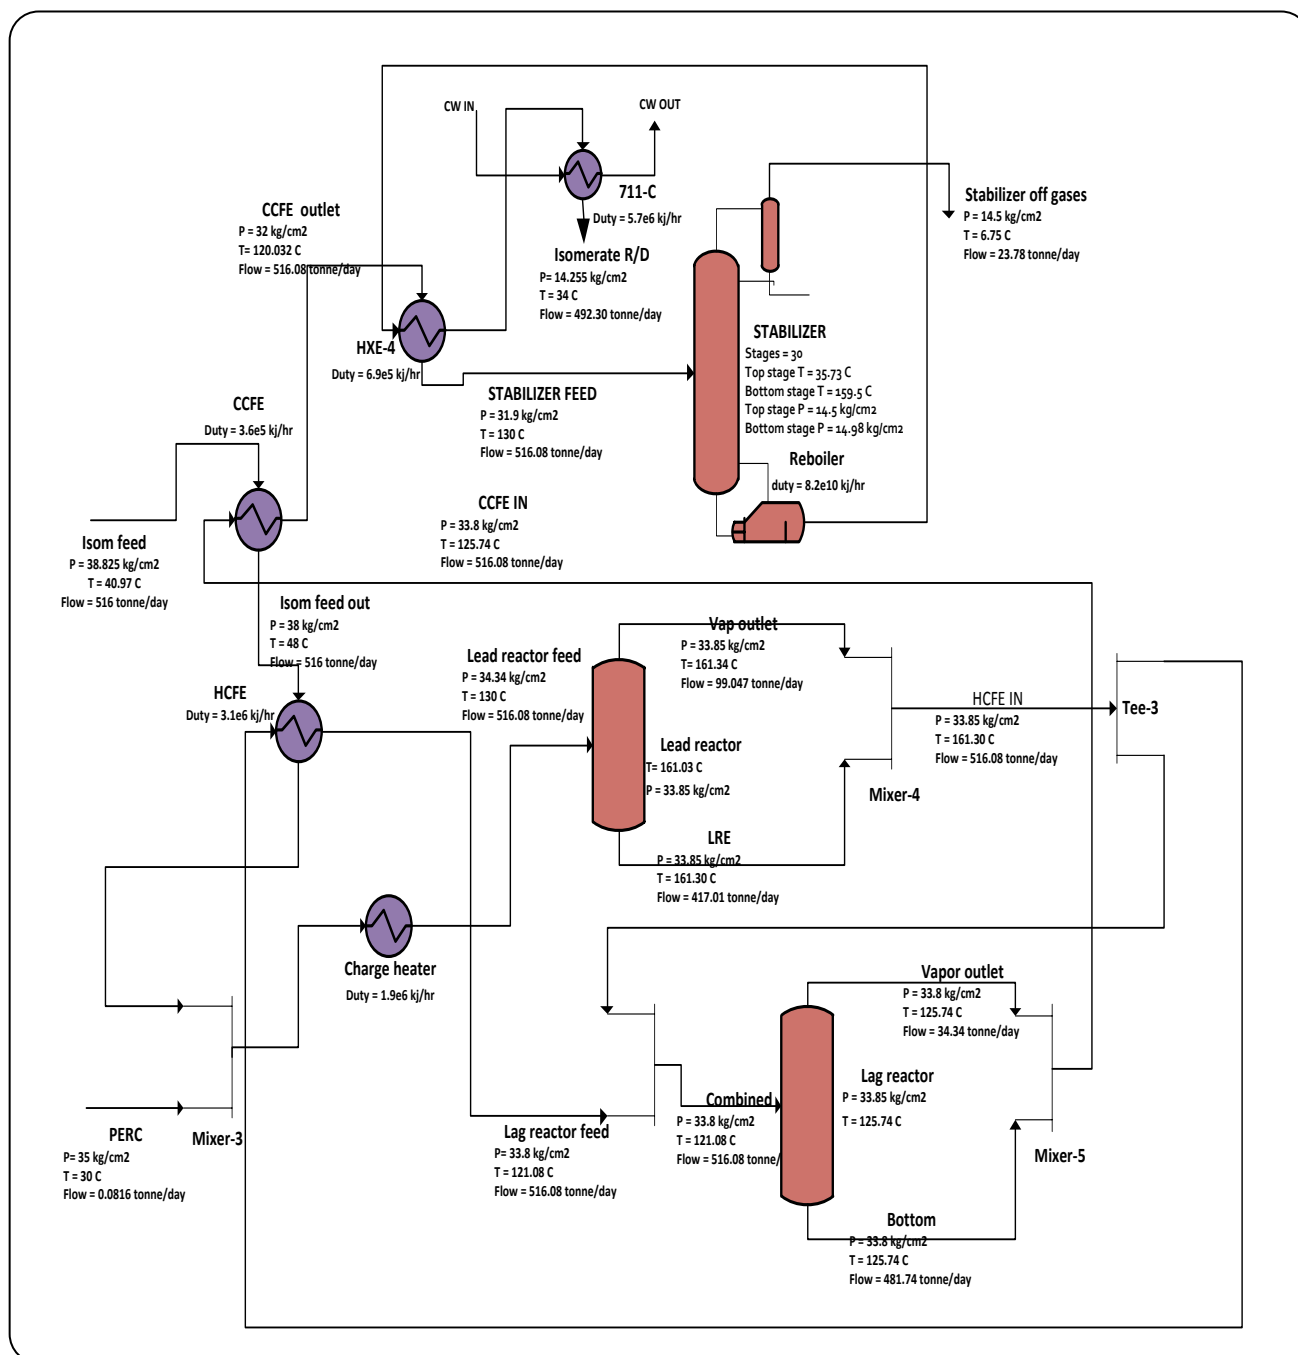 CW IN
CW OUT
711-C
Duty = 5.7e6 kj/hr
Isomerate R/D
P= 14.255 kg/cm2
T = 34 C
Flow = 492.30 tonne/day
Stabilizer off gases
P = 14.5 kg/cm2
T = 6.75 C
Flow = 23.78 tonne/day
CCFE outlet
P = 32 kg/cm2
T= 120.032 C
Flow = 516.08 tonne/day
HXE-4
Duty = 6.9e5 kj/hr
STABILIZER
Stages = 30
Top stage T = 35.73 C
Bottom stage T = 159.5 C
Top stage P = 14.5 kg/cm2
Bottom stage P = 14.98 kg/cm2
STABILIZER FEED
P = 31.9 kg/cm2
T = 130 C
Flow = 516.08 tonne/day
Reboiler
duty = 8.2e10 kj/hr
CCFE
Duty = 3.6e5 kj/hr
CCFE IN
P = 33.8 kg/cm2
T = 125.74 C
Flow = 516.08 tonne/day
Isom feed
P = 38.825 kg/cm2
T = 40.97 C
Flow = 516 tonne/day
Isom feed out
P = 38 kg/cm2
T = 48 C
Flow = 516 tonne/day
HCFE
Duty = 3.1e6 kj/hr
Lead reactor feed
P = 34.34 kg/cm2
T = 130 C
Flow = 516.08 tonne/day
Vap outlet
P = 33.85 kg/cm2
T= 161.34 C
Flow = 99.047 tonne/day
Lead reactor
T= 161.03 C
P = 33.85 kg/cm2
LRE
P = 33.85 kg/cm2
T = 161.30 C
Flow = 417.01 tonne/day
Mixer-4
HCFE IN
P = 33.85 kg/cm2
T = 161.30 C
Flow = 516.08 tonne/day
Tee-3
Charge heater
Duty = 1.9e6 kj/hr
PERC
P= 35 kg/cm2
T = 30 C
Flow = 0.0816 tonne/day
Mixer-3
Lag reactor feed
P= 33.8 kg/cm2
T = 121.08 C
Flow = 516.08 tonne/day
Combined
P = 33.8 kg/cm2
T = 121.08 C
Flow = 516.08 tonne/
Vapor outlet
P = 33.8 kg/cm2
T = 125.74 C
Flow = 34.34 tonne/day
Lag reactor
P = 33.85 kg/cm2
T = 125.74 C
Mixer-5
Bottom
P = 33.8 kg/cm2
T = 125.74 C
Flow = 481.74 tonne/day